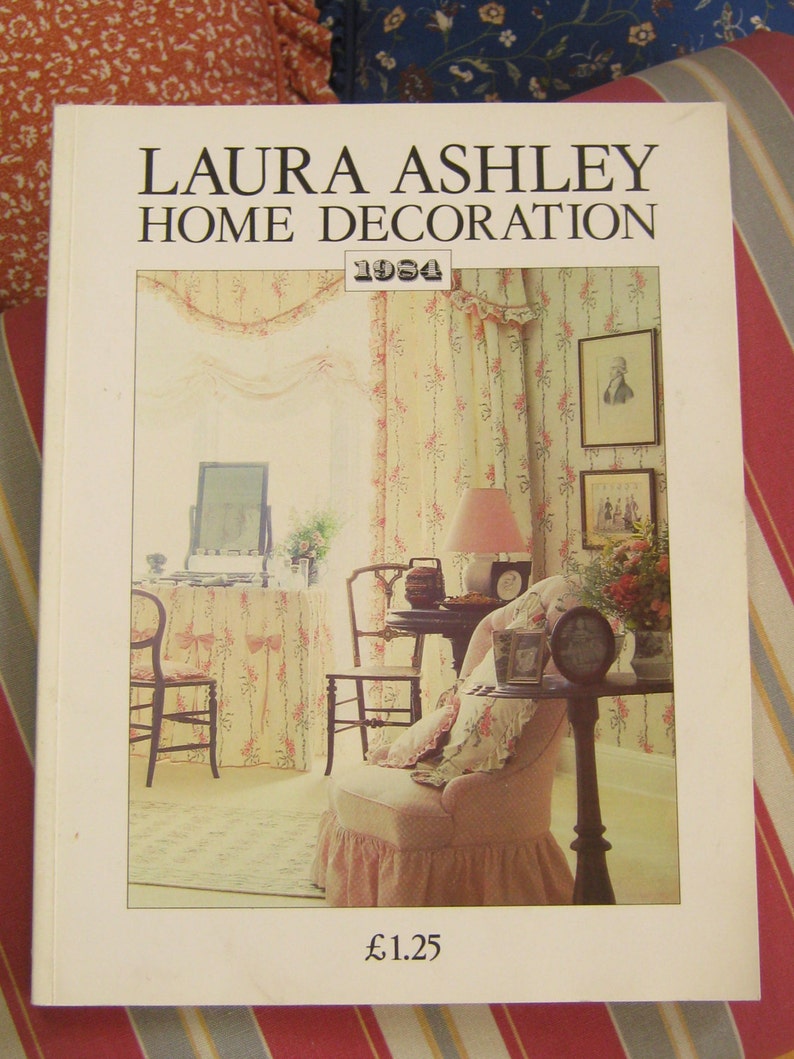 LAURA ASHLEY
HOME DECORATION
1984
£1.25